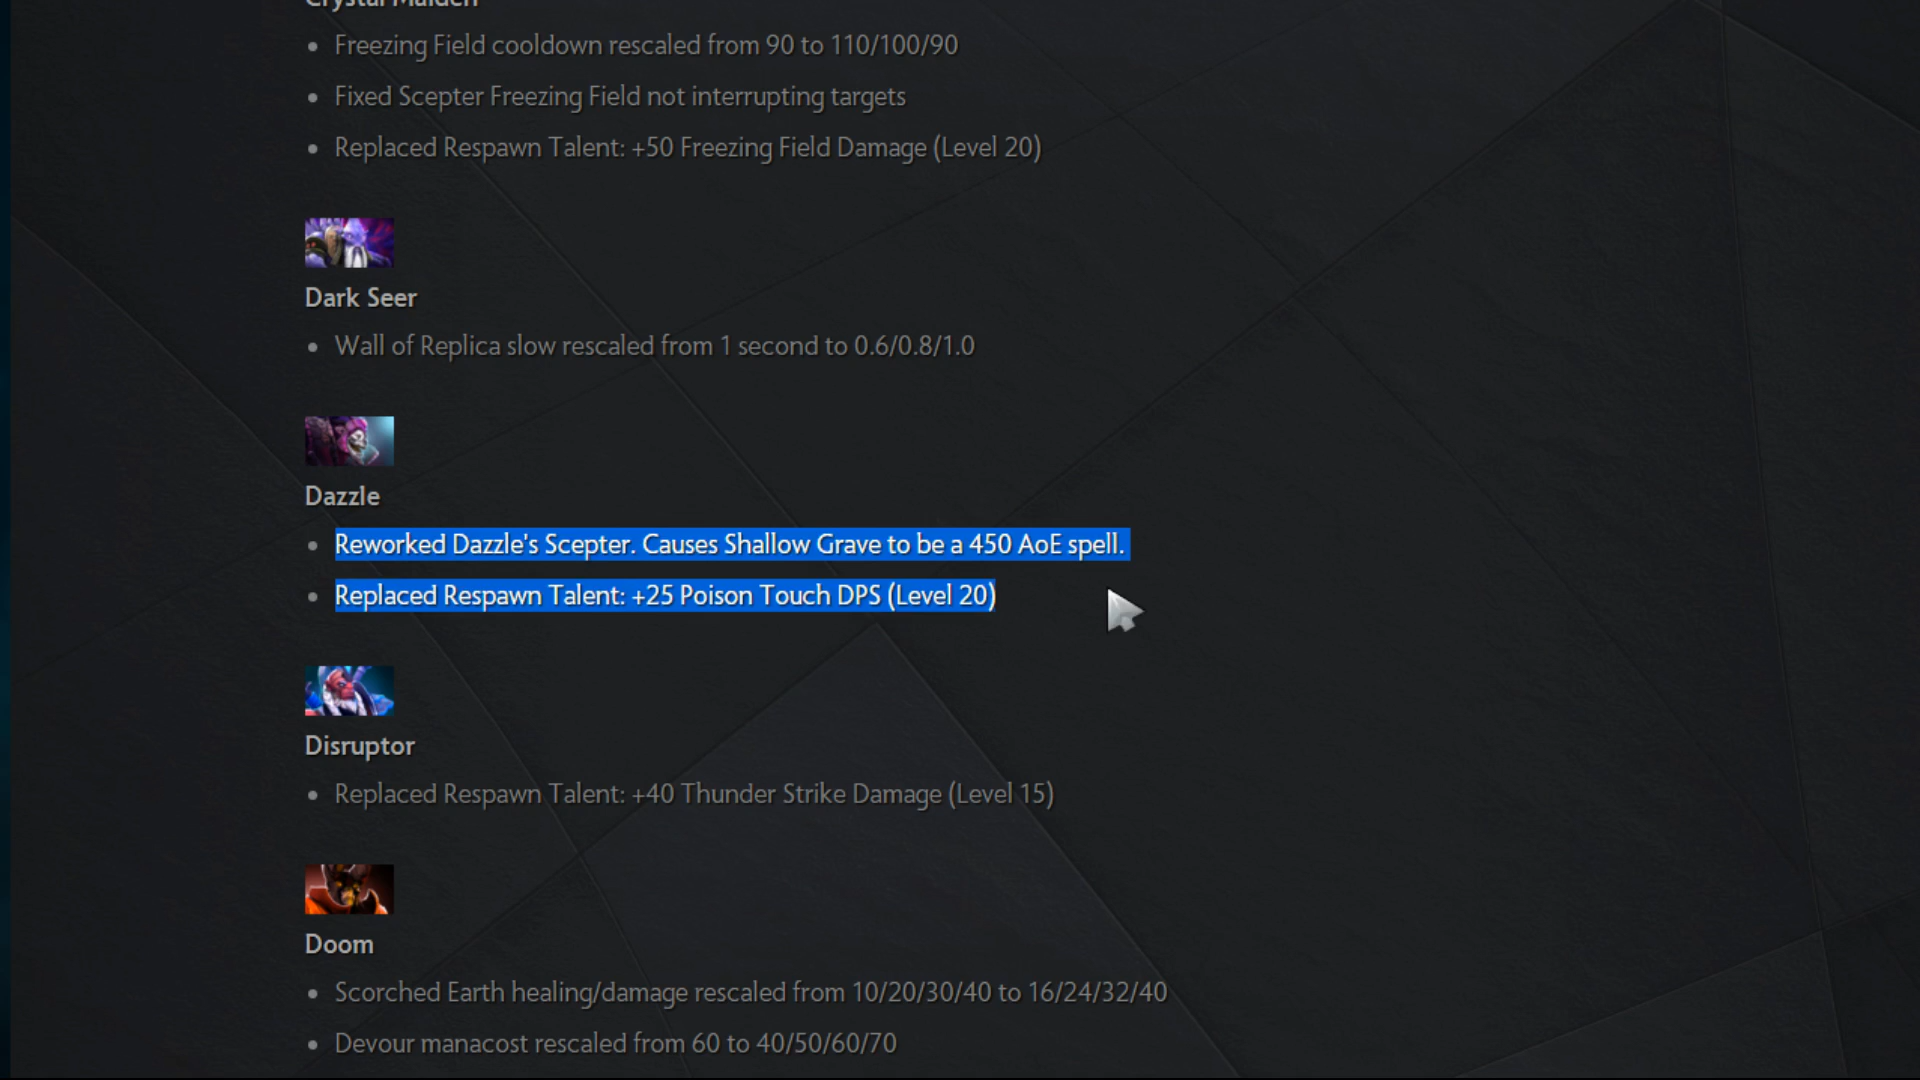 Crystal Maiden
Freezing Field cooldown rescaled from 90 to 110/100/90
Fixed Scepter Freezing Field not interrupting targets
Replaced Respawn Talent: +50 Freezing Field Damage (Level 20)
Dark Seer
Wall of Replica slow rescaled from 1 second to 0.6/0.8/1.0
Dazzle
Reworked Dazzle's Scepter. Causes Shallow Grave to be a 450 AoE spell.
Replaced Respawn Talent: +25 Poison Touch DPS (Level 20)
Disruptor
Replaced Respawn Talent: +40 Thunder Strike Damage (Level 15)
Doom
Scorched Earth healing/damage rescaled from 10/20/30/40 to 16/24/32/40
Devour manacost rescaled from 60 to 40/50/60/70